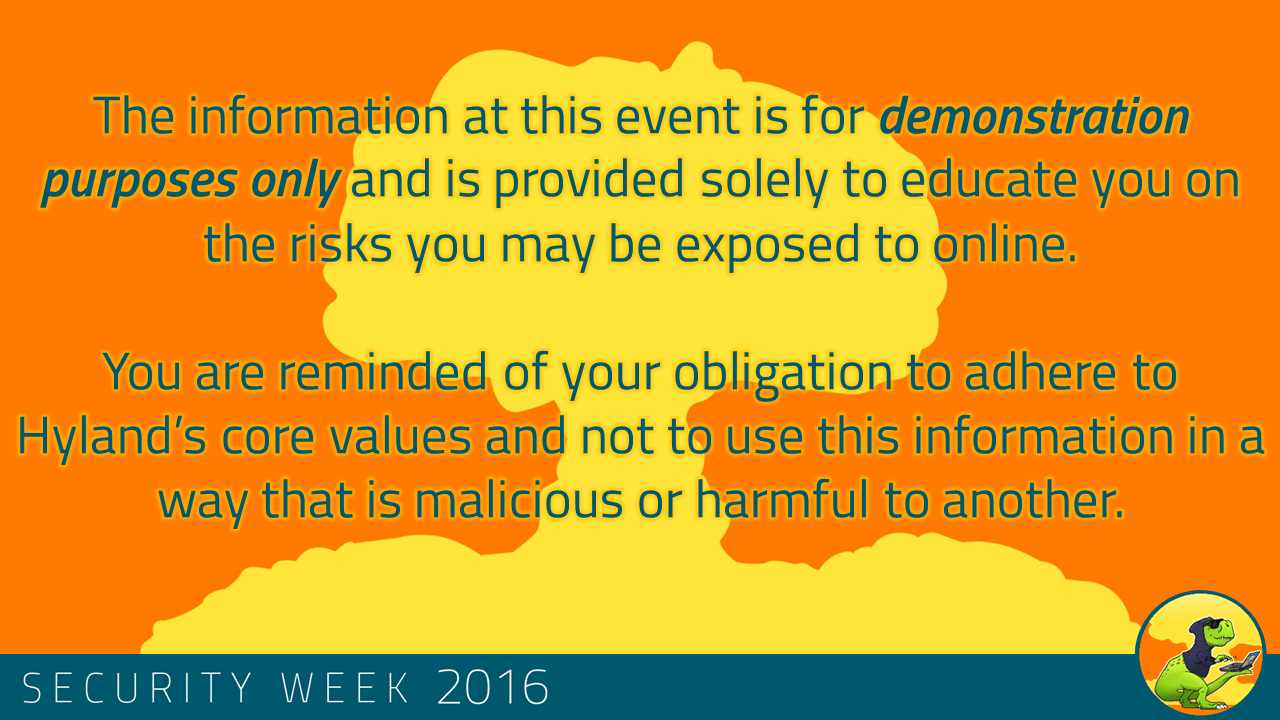 The information at this event is for demonstration
purposes only and is provided solely to educate you on
the risks you may be exposed to online.
You are reminded of your obligation to adhere to
Hyland’s core values and not to use this information in a
way that is malicious or harmful to another.
SECURITY WEEK 2016